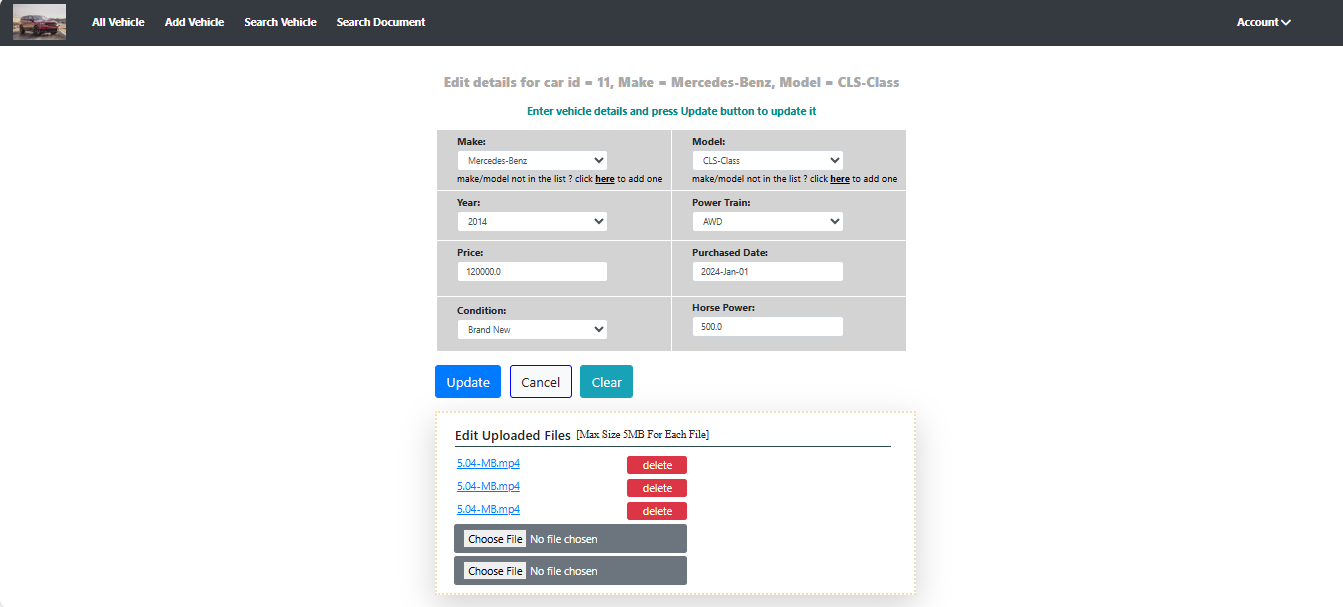 All Vehicle Add Vehicle Search Vehicle Search Document Account
Edit details for car id = 11, Make = Mercedes-Benz, Model = CLS-Class
Enter vehicle details and press Update button to update it
Make: Model:
Mercedes-Benz CLS-Class
make/model not in the list ? click here to add one make/model not in the list ? click here to add one
Year: Power Train:
2014 AWD
Price: Purchased Date:
120000.0 2024-Jan-01
Condition: Horse Power:
Brand New 500.0
Update Cancel Clear
Edit Uploaded Files [Max Size 5MB For Each File]
5.04-MB.mp4 delete
5.04-MB.mp4 delete
5.04-MB.mp4 delete
Choose File No file chosen
Choose File No file chosen